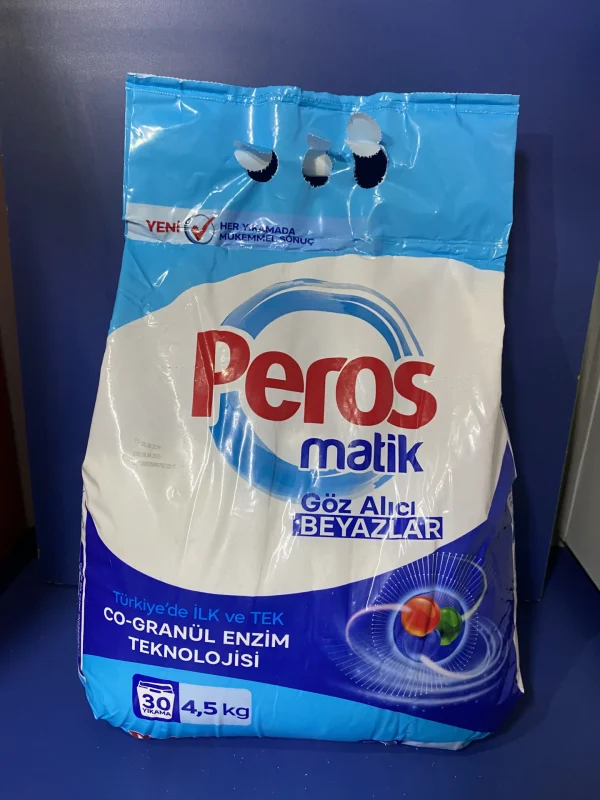 YENİ
HER YIKAMADA
MÜKEMMEL SONUÇ
Peros
matik
Göz Alıcı
BEYAZLAR
Türkiye'de İLK ve TEK
CO-GRANÜL ENZİM
TEKNOLOJİSİ
30
YIKAMA
4,5 kg